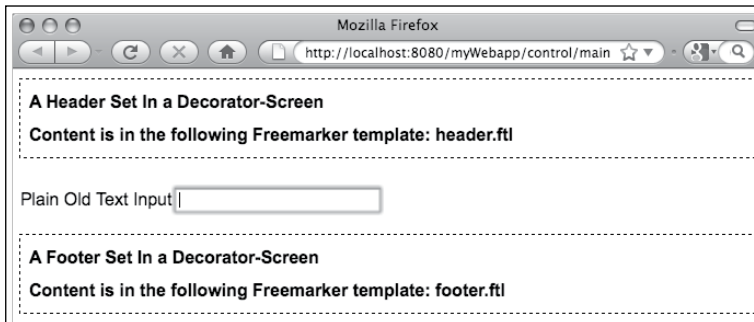 Mozilla Firefox
http://localhost:8080/myWebapp/control/main
A Header Set In a Decorator-Screen
Content is in the following Freemarker template: header.ftl
Plain Old Text Input
A Footer Set In a Decorator-Screen
Content is in the following Freemarker template: footer.ftl